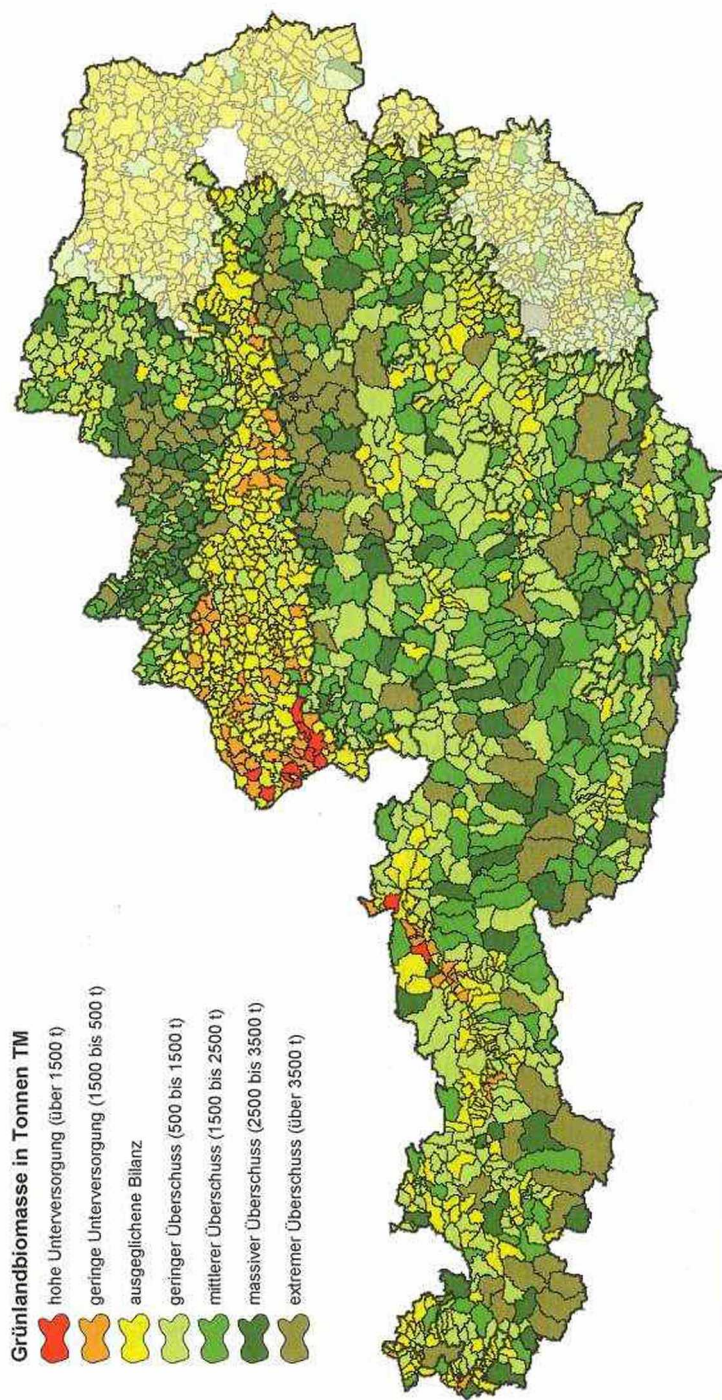 Grünlandbiomasse in Tonnen TM
hohe Unterversorgung (über 1500 t)
geringe Unterversorgung (1500 bis 500 t)
ausgeglichene Bilanz
geringer Überschuss (500 bis 1500 t)
mittlerer Überschuss (1500 bis 2500 t)
massiver Überschuss (2500 bis 3500 t)
extremer Überschuss (über 3500 t)